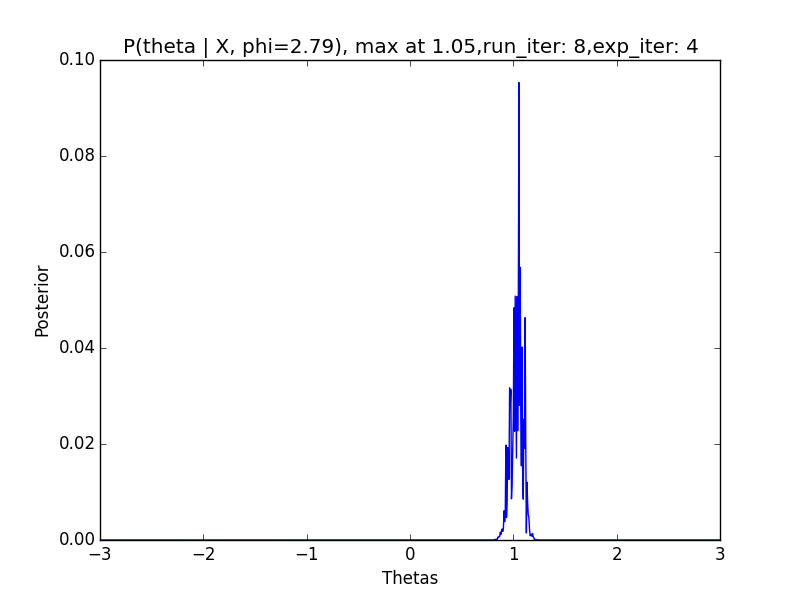 P(theta | X, phi=2.79), max at 1.05,run_iter: 8,exp_iter: 4
0.10
0.08
0.06
0.04
0.02
0.00
Posterior
−3 −2 −1 0 1 2 3
Thetas